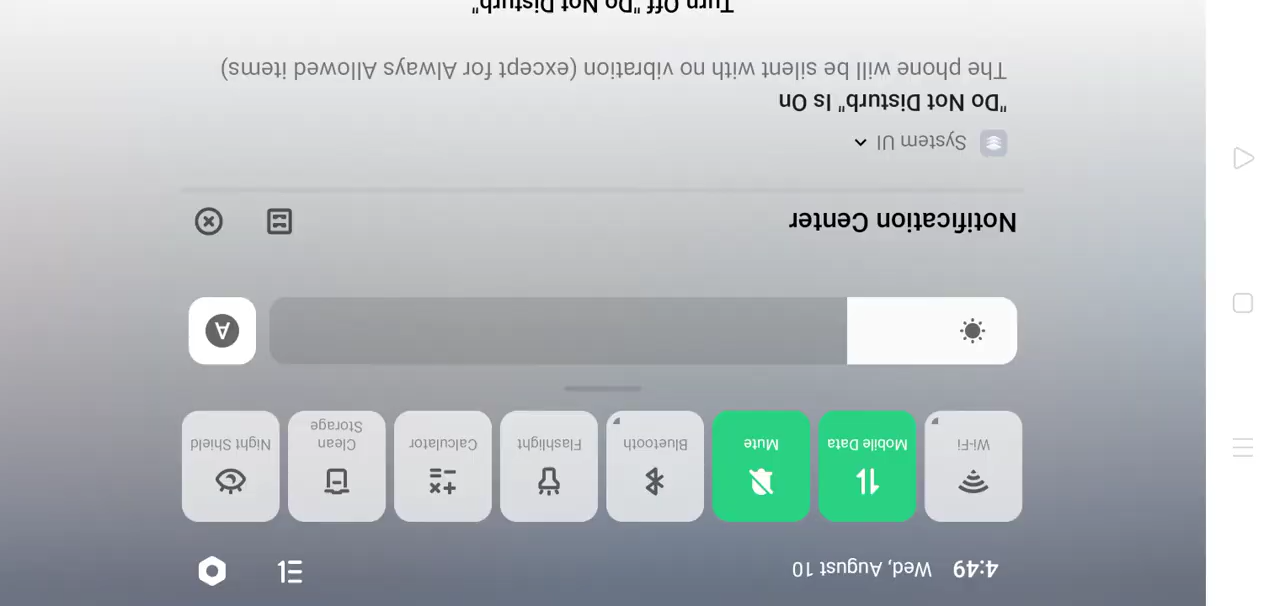 4:49 Wed, August 10
Wi-Fi
Mobile Data
Mute
Bluetooth
Flashlight
Calculator
Clean
Storage
Night Shield
A
Notification Center
System UI
"Do Not Disturb" Is On
The phone will be silent with no vibration (except for Always Allowed items)
Turn Off "Do Not Disturb"